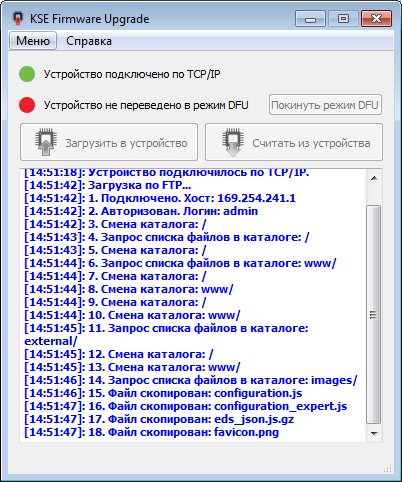 KSE Firmware Upgrade
Меню Справка
Устройство подключено по TCP/IP
Устройство не переведено в режим DFU Покинуть режим DFU
Загрузить в устройство Считать из устройства
[14:51:18]: Устройство подключилось по TCP/IP.
[14:51:42]: Загрузка по FTP...
[14:51:42]: 1. Подключено. Хост: 169.254.241.1
[14:51:42]: 2. Авторизован. Логин: admin
[14:51:43]: 3. Смена каталога: /
[14:51:43]: 4. Запрос списка файлов в каталоге: /
[14:51:43]: 5. Смена каталога: /
[14:51:44]: 6. Запрос списка файлов в каталоге: www/
[14:51:44]: 7. Смена каталога: /
[14:51:44]: 8. Смена каталога: www/
[14:51:44]: 9. Смена каталога: /
[14:51:44]: 10. Смена каталога: www/
[14:51:45]: 11. Запрос списка файлов в каталоге:
external/
[14:51:45]: 12. Смена каталога: /
[14:51:45]: 13. Смена каталога: www/
[14:51:46]: 14. Запрос списка файлов в каталоге: images/
[14:51:46]: 15. Файл скопирован: configuration.js
[14:51:47]: 16. Файл скопирован: configuration_expert.js
[14:51:47]: 17. Файл скопирован: eds_json.js.gz
[14:51:47]: 18. Файл скопирован: favicon.png